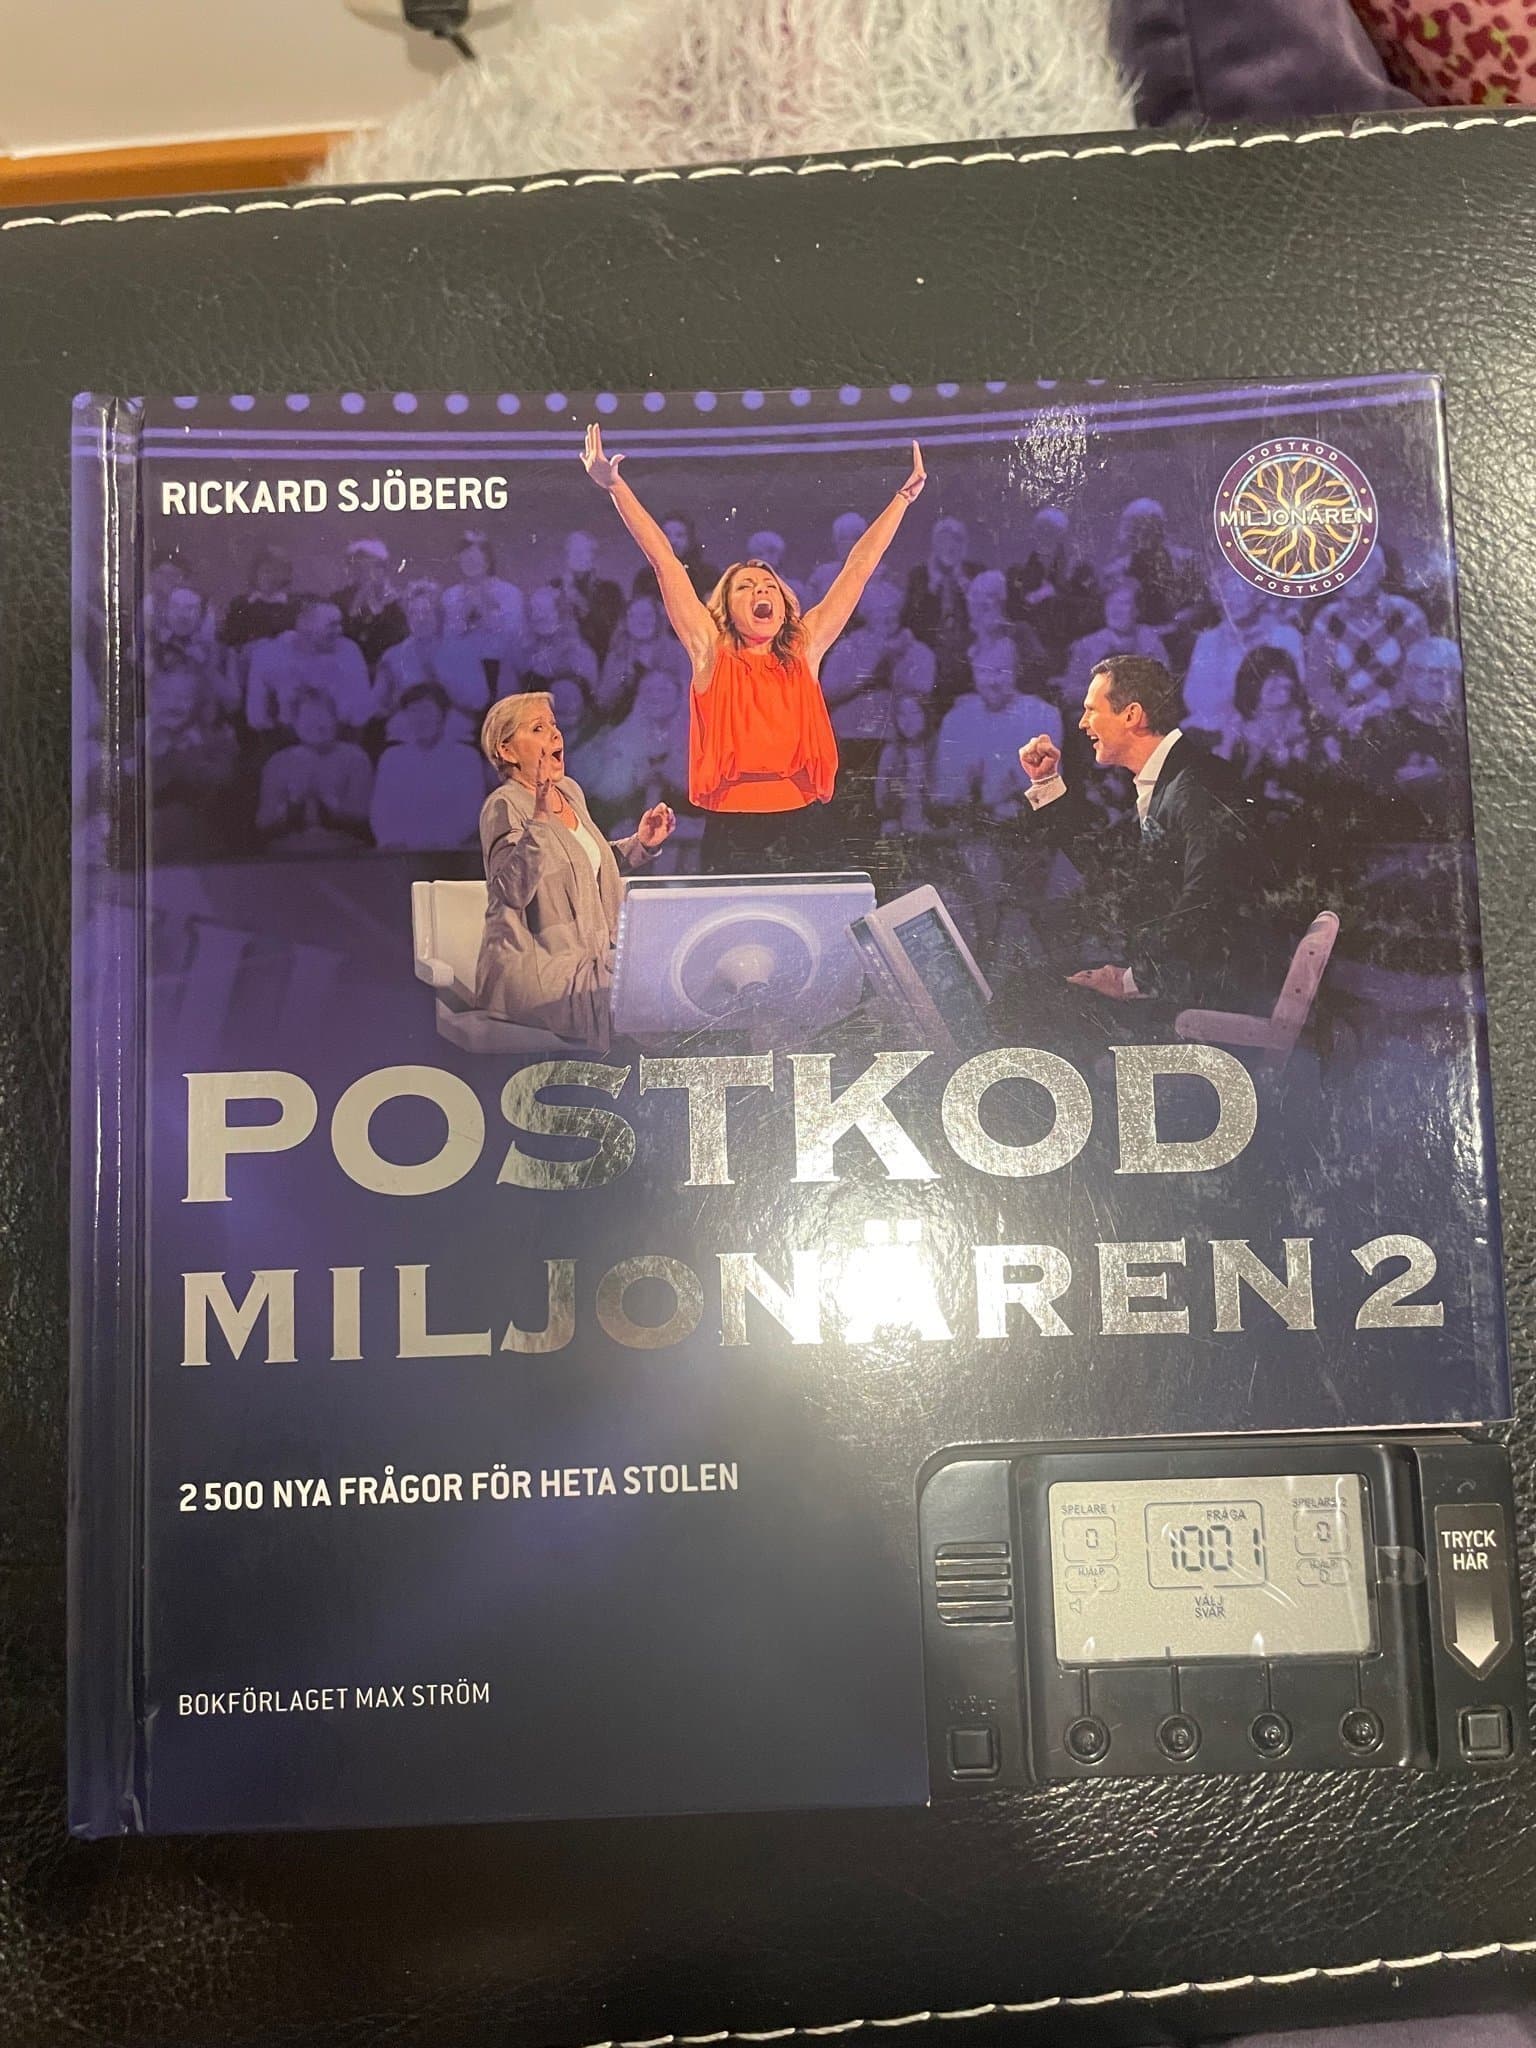 RICKARD SJÖBERG
POSTKOD
MILJONÄREN
POSTKOD
POSTKOD
MILJONÄREN 2
2 500 NYA FRÅGOR FÖR HETA STOLEN
BOKFÖRLAGET MAX STRÖM
SPELARE 1
0
HJÄLP
FRÅGA
1001
VÄLJ
SVAR
SPELARE 2
0
HJÄLP
TRYCK
HÄR
A
B
C
D